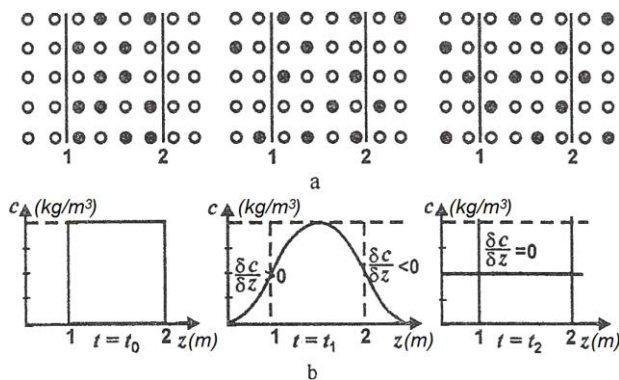 1 2 1 2 1 2
a
c (kg/m³) c (kg/m³) c (kg/m³)
δc/δz > 0 δc/δz < 0 δc/δz = 0
1 t = t₀ 2 z(m) 1 t = t₁ 2 z(m) 1 t = t₂ 2 z(m)
b